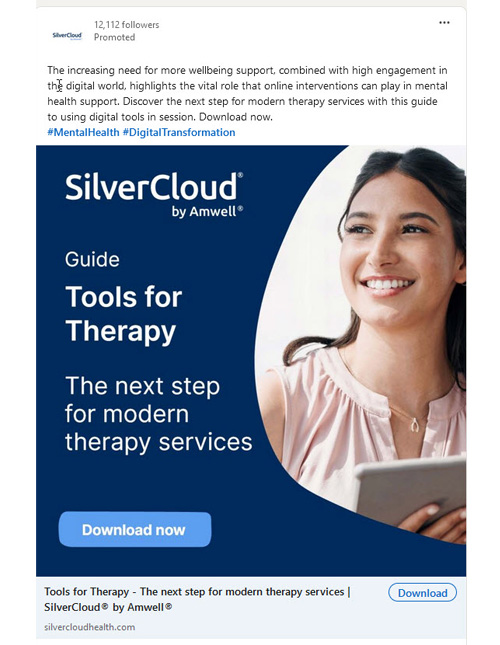 SilverCloud
12,112 followers
Promoted
•••
The increasing need for more wellbeing support, combined with high engagement in
the digital world, highlights the vital role that online interventions can play in mental
health support. Discover the next step for modern therapy services with this guide
to using digital tools in session. Download now.
#MentalHealth #DigitalTransformation
SilverCloud®
by Amwell®
Guide
Tools for
Therapy
The next step
for modern
therapy services
Download now
Tools for Therapy - The next step for modern therapy services |
SilverCloud® by Amwell®
Download
silvercloudhealth.com